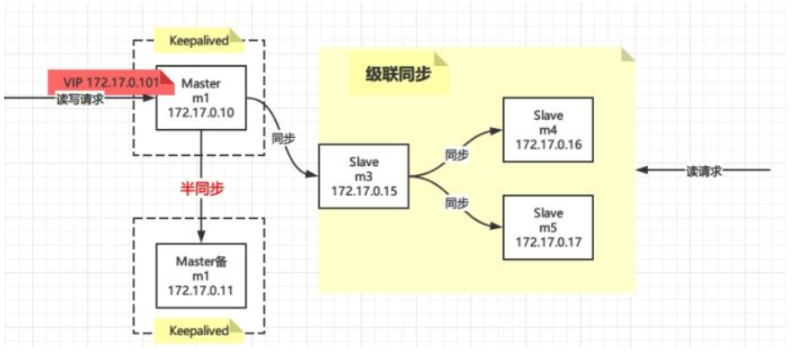 Keepalived
VIP 172.17.0.101
读写请求
Master
m1
172.17.0.10
同步
半同步
Master备
m1
172.17.0.11
Keepalived
级联同步
Slave
m3
172.17.0.15
同步
同步
Slave
m4
172.17.0.16
Slave
m5
172.17.0.17
读请求